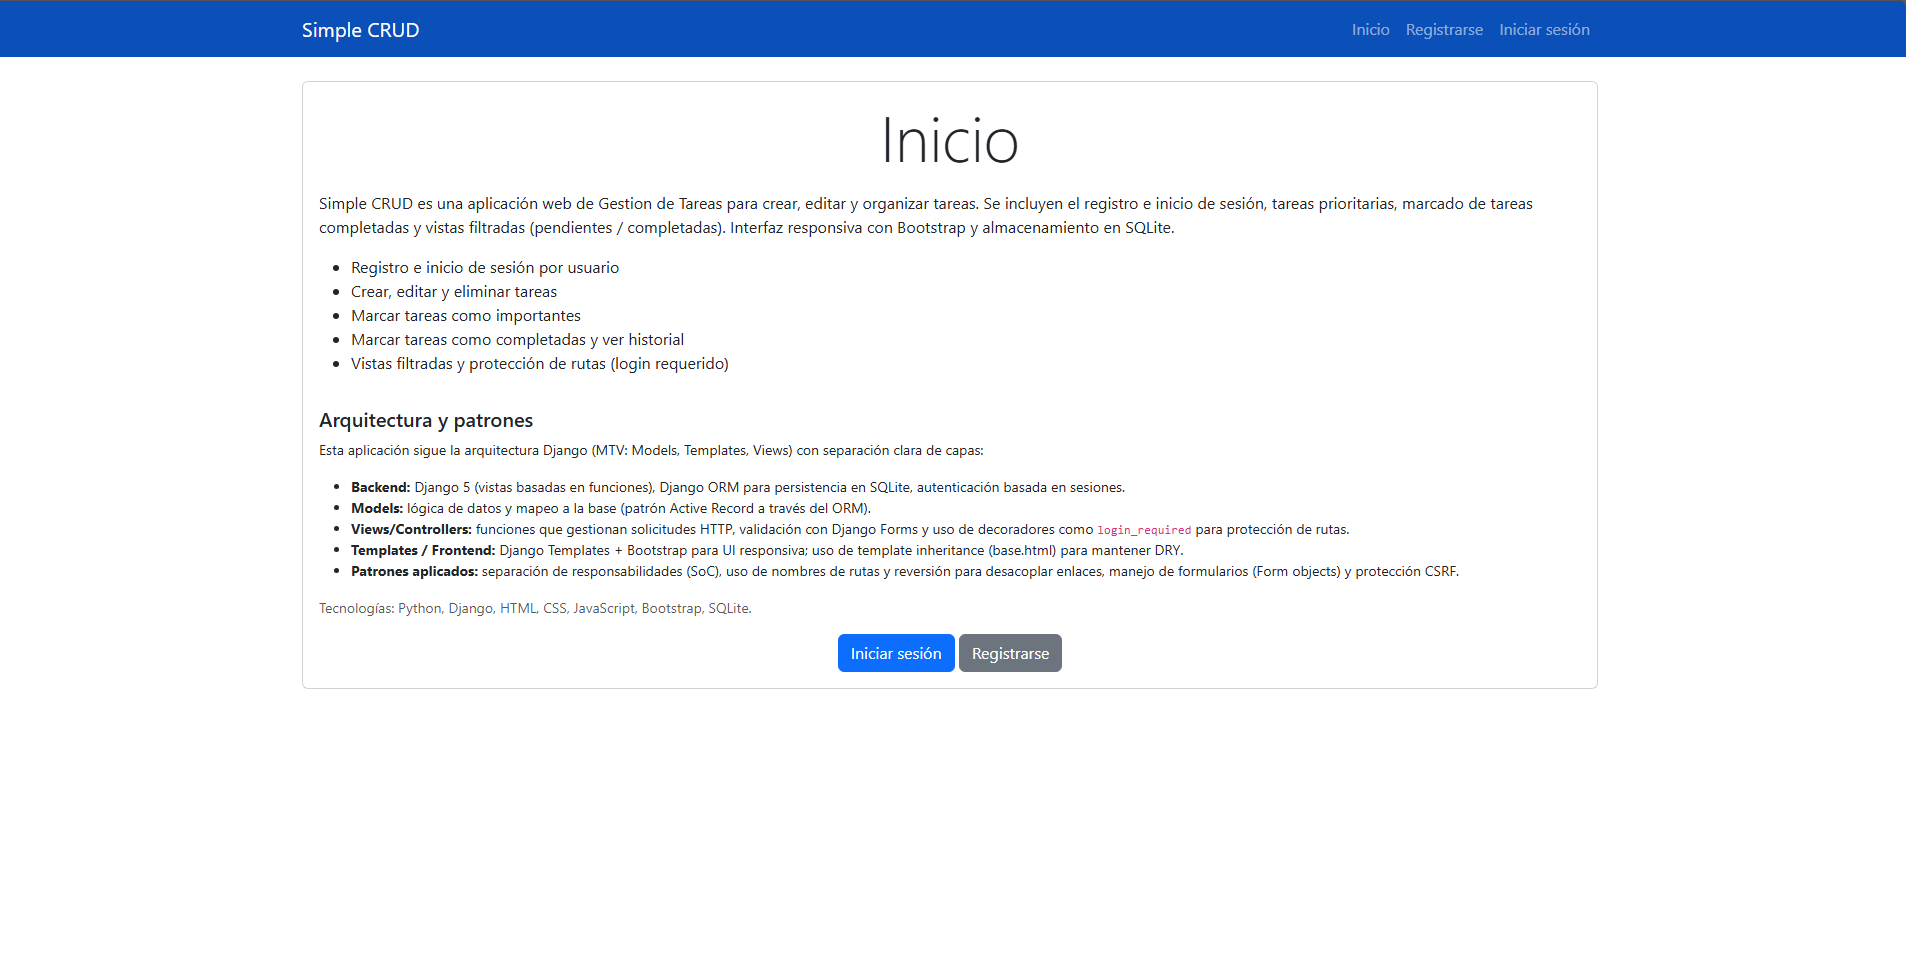 Simple CRUD
Inicio Registrarse Iniciar sesión
Inicio
Simple CRUD es una aplicación web de Gestion de Tareas para crear, editar y organizar tareas. Se incluyen el registro e inicio de sesión, tareas prioritarias, marcado de tareas
completadas y vistas filtradas (pendientes / completadas). Interfaz responsiva con Bootstrap y almacenamiento en SQLite.
• Registro e inicio de sesión por usuario
• Crear, editar y eliminar tareas
• Marcar tareas como importantes
• Marcar tareas como completadas y ver historial
• Vistas filtradas y protección de rutas (login requerido)
Arquitectura y patrones
Esta aplicación sigue la arquitectura Django (MTV: Models, Templates, Views) con separación clara de capas:
• Backend: Django 5 (vistas basadas en funciones), Django ORM para persistencia en SQLite, autenticación basada en sesiones.
• Models: lógica de datos y mapeo a la base (patrón Active Record a través del ORM).
• Views/Controllers: funciones que gestionan solicitudes HTTP, validación con Django Forms y uso de decoradores como login_required para protección de rutas.
• Templates / Frontend: Django Templates + Bootstrap para UI responsiva; uso de template inheritance (base.html) para mantener DRY.
• Patrones aplicados: separación de responsabilidades (SoC), uso de nombres de rutas y reversión para desacoplar enlaces, manejo de formularios (Form objects) y protección CSRF.
Tecnologías: Python, Django, HTML, CSS, JavaScript, Bootstrap, SQLite.
Iniciar sesión Registrarse